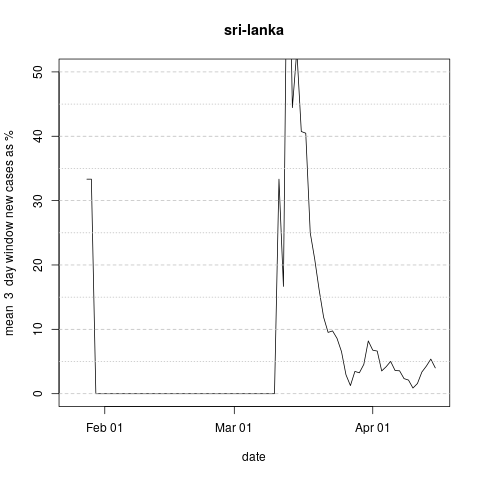 sri-lanka
mean  3  day window new cases as %
50
40
30
20
10
0
Feb 01
Mar 01
Apr 01
date